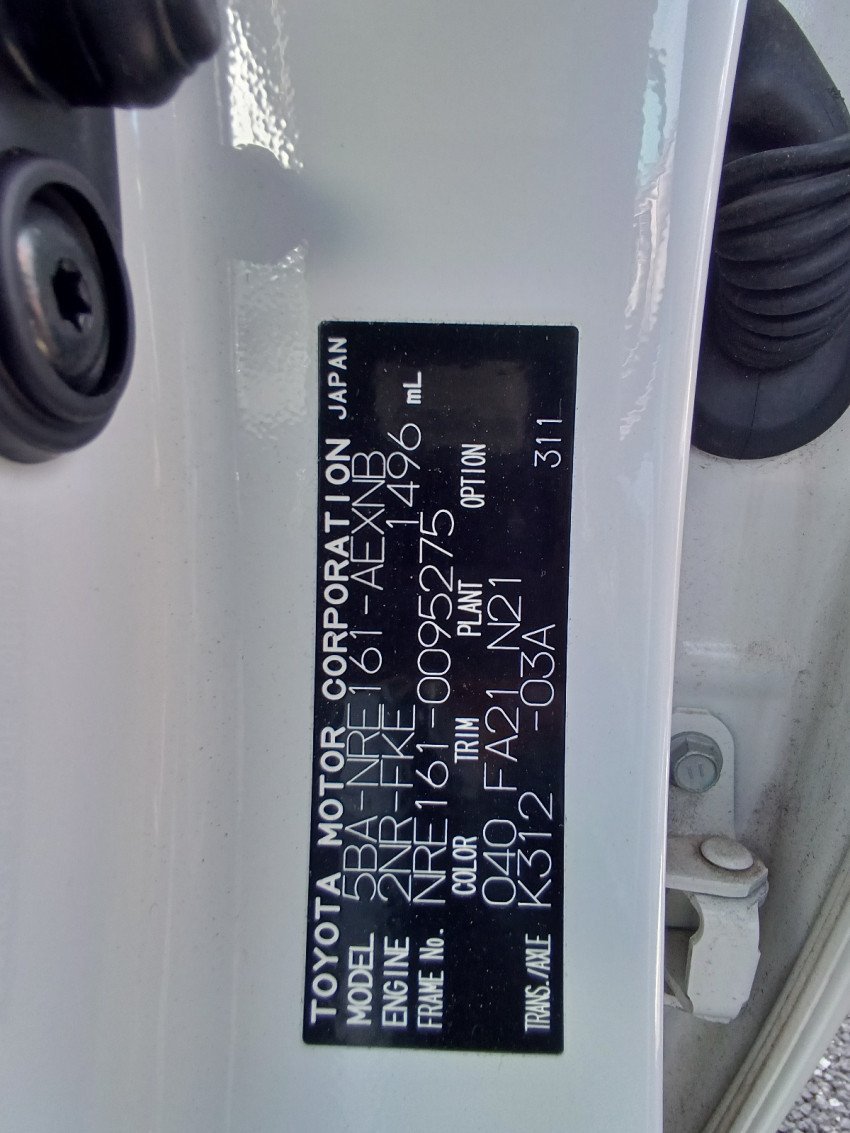 TOYOTA MOTOR CORPORATION JAPAN
MODEL 5BA-NRE161-AEXNB
ENGINE 2NR-FKE 1496 mL
FRAME No. NRE161-0095275
COLOR TRIM PLANT OPTION
040 FA21 N21
TRANS./AXLE K312 -03A 311